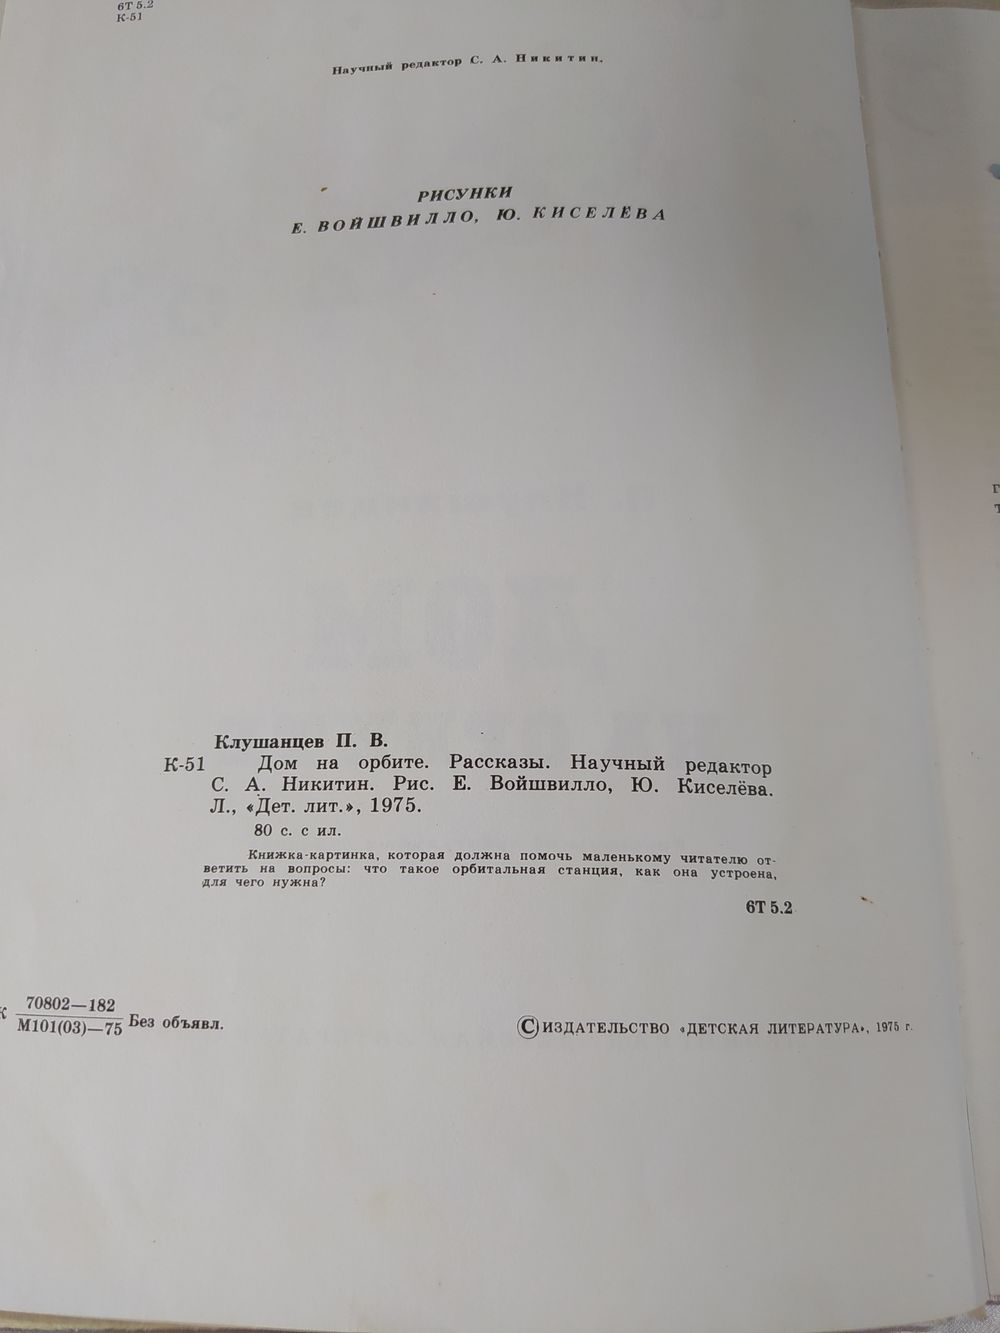 6Т 5.2
К-51
Научный редактор С. А. Никитин.
РИСУНКИ
Е. ВОЙШВИЛЛО, Ю. КИСЕЛЁВА
Клушанцев П. В.
К-51 Дом на орбите. Рассказы. Научный редактор
С. А. Никитин. Рис. Е. Войшвилло, Ю. Киселёва.
Л., «Дет. лит.», 1975.
80 с. с ил.
Книжка-картинка, которая должна помочь маленькому читателю от-
ветить на вопросы: что такое орбитальная станция, как она устроена,
для чего нужна?
6Т 5.2
К 70802—182
М101(03)—75 Без объявл.
© ИЗДАТЕЛЬСТВО «ДЕТСКАЯ ЛИТЕРАТУРА», 1975 г.